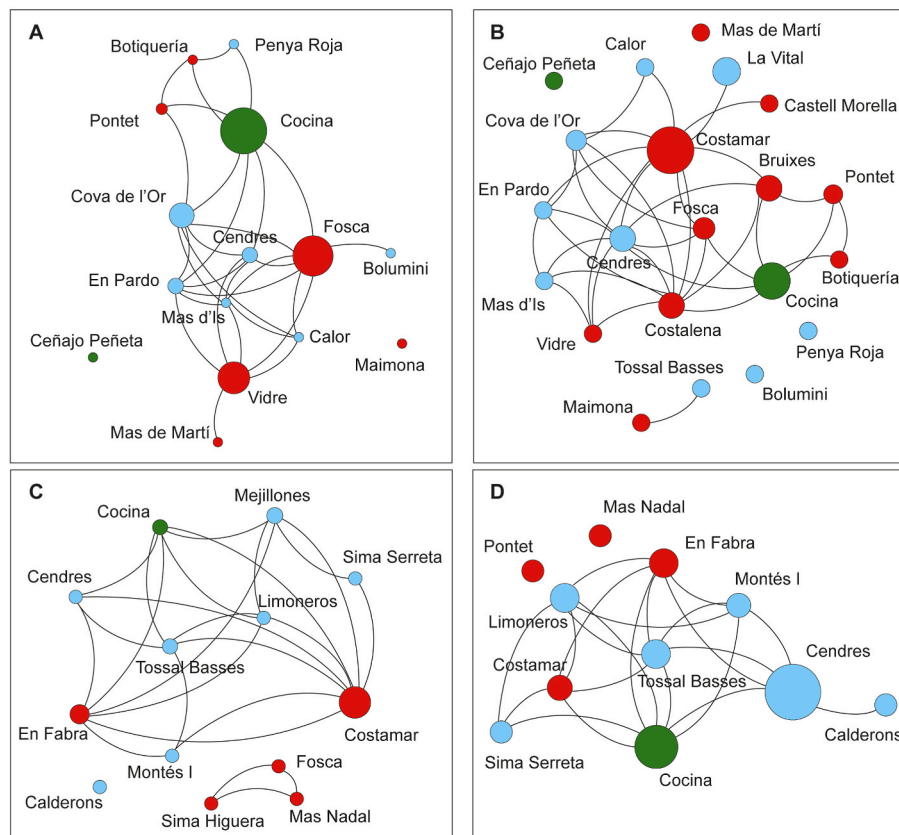 A
Botiquería
Penya Roja
Pontet
Cocina
Cova de l'Or
Cendres
Fosca
Bolumini
En Pardo
Mas d'Is
Ceñajo Peñeta
Calor
Maimona
Vidre
Mas de Martí
B
Mas de Martí
Calor
La Vital
Ceñajo Peñeta
Castell Morella
Cova de l'Or
Costamar
Bruixes
Pontet
En Pardo
Fosca
Cendres
Botiquería
Mas d'Is
Cocina
Costalena
Vidre
Penya Roja
Tossal Basses
Bolumini
Maimona
C
Mejillones
Cocina
Sima Serreta
Cendres
Limoneros
Tossal Basses
En Fabra
Costamar
Montés I
Fosca
Calderons
Sima Higuera
Mas Nadal
D
Mas Nadal
Pontet
En Fabra
Montés I
Limoneros
Cendres
Costamar
Tossal Basses
Calderons
Sima Serreta
Cocina